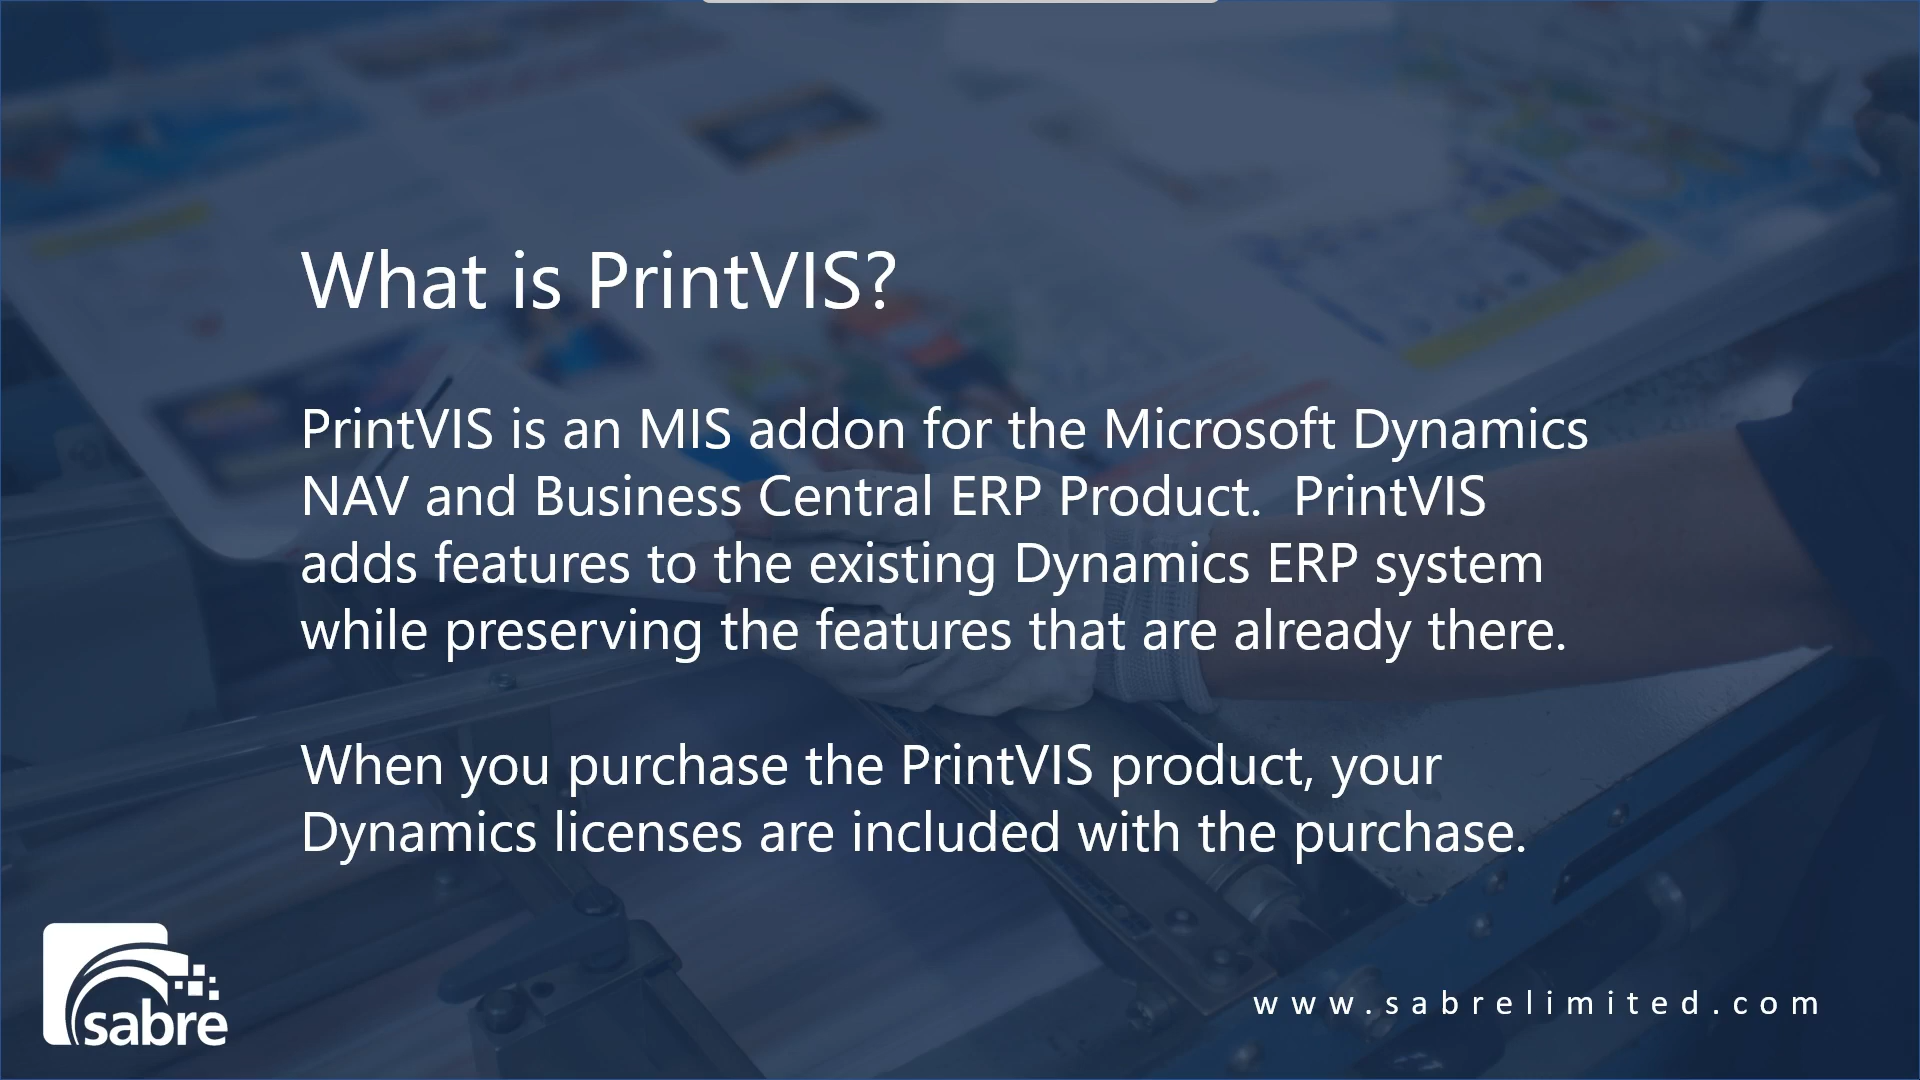 What is PrintVIS?
PrintVIS is an MIS addon for the Microsoft Dynamics
NAV and Business Central ERP Product.  PrintVIS
adds features to the existing Dynamics ERP system
while preserving the features that are already there.
When you purchase the PrintVIS product, your
Dynamics licenses are included with the purchase.
sabre
www.sabrelimited.com